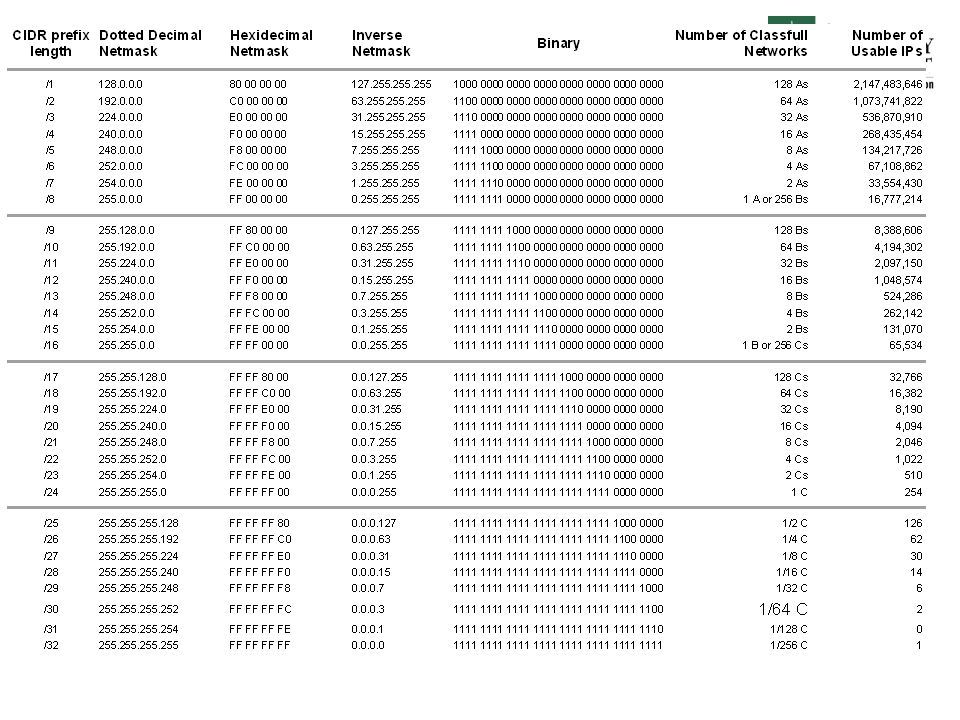 CIDR prefix length Dotted Decimal Netmask Hexidecimal Netmask Inverse Netmask Binary Number of Classfull Networks Number of Usable IPs
/1 128.0.0.0 80 00 00 00 127.255.255.255 1000 0000 0000 0000 0000 0000 0000 0000 128 As 2,147,483,646
/2 192.0.0.0 C0 00 00 00 63.255.255.255 1100 0000 0000 0000 0000 0000 0000 0000 64 As 1,073,741,822
/3 224.0.0.0 E0 00 00 00 31.255.255.255 1110 0000 0000 0000 0000 0000 0000 0000 32 As 536,870,910
/4 240.0.0.0 F0 00 00 00 15.255.255.255 1111 0000 0000 0000 0000 0000 0000 0000 16 As 268,435,454
/5 248.0.0.0 F8 00 00 00 7.255.255.255 1111 1000 0000 0000 0000 0000 0000 0000 8 As 134,217,726
/6 252.0.0.0 FC 00 00 00 3.255.255.255 1111 1100 0000 0000 0000 0000 0000 0000 4 As 67,108,862
/7 254.0.0.0 FE 00 00 00 1.255.255.255 1111 1110 0000 0000 0000 0000 0000 0000 2 As 33,554,430
/8 255.0.0.0 FF 00 00 00 0.255.255.255 1111 1111 0000 0000 0000 0000 0000 0000 1 A or 256 Bs 16,777,214
/9 255.128.0.0 FF 80 00 00 0.127.255.255 1111 1111 1000 0000 0000 0000 0000 0000 128 Bs 8,388,606
/10 255.192.0.0 FF C0 00 00 0.63.255.255 1111 1111 1100 0000 0000 0000 0000 0000 64 Bs 4,194,302
/11 255.224.0.0 FF E0 00 00 0.31.255.255 1111 1111 1110 0000 0000 0000 0000 0000 32 Bs 2,097,150
/12 255.240.0.0 FF F0 00 00 0.15.255.255 1111 1111 1111 0000 0000 0000 0000 0000 16 Bs 1,048,574
/13 255.248.0.0 FF F8 00 00 0.7.255.255 1111 1111 1111 1000 0000 0000 0000 0000 8 Bs 524,286
/14 255.252.0.0 FF FC 00 00 0.3.255.255 1111 1111 1111 1100 0000 0000 0000 0000 4 Bs 262,142
/15 255.254.0.0 FF FE 00 00 0.1.255.255 1111 1111 1111 1110 0000 0000 0000 0000 2 Bs 131,070
/16 255.255.0.0 FF FF 00 00 0.0.255.255 1111 1111 1111 1111 0000 0000 0000 0000 1 B or 256 Cs 65,534
/17 255.255.128.0 FF FF 80 00 0.0.127.255 1111 1111 1111 1111 1000 0000 0000 0000 128 Cs 32,766
/18 255.255.192.0 FF FF C0 00 0.0.63.255 1111 1111 1111 1111 1100 0000 0000 0000 64 Cs 16,382
/19 255.255.224.0 FF FF E0 00 0.0.31.255 1111 1111 1111 1111 1110 0000 0000 0000 32 Cs 8,190
/20 255.255.240.0 FF FF F0 00 0.0.15.255 1111 1111 1111 1111 1111 0000 0000 0000 16 Cs 4,094
/21 255.255.248.0 FF FF F8 00 0.0.7.255 1111 1111 1111 1111 1111 1000 0000 0000 8 Cs 2,046
/22 255.255.252.0 FF FF FC 00 0.0.3.255 1111 1111 1111 1111 1111 1100 0000 0000 4 Cs 1,022
/23 255.255.254.0 FF FF FE 00 0.0.1.255 1111 1111 1111 1111 1111 1110 0000 0000 2 Cs 510
/24 255.255.255.0 FF FF FF 00 0.0.0.255 1111 1111 1111 1111 1111 1111 0000 0000 1 C 254
/25 255.255.255.128 FF FF FF 80 0.0.0.127 1111 1111 1111 1111 1111 1111 1000 0000 1/2 C 126
/26 255.255.255.192 FF FF FF C0 0.0.0.63 1111 1111 1111 1111 1111 1111 1100 0000 1/4 C 62
/27 255.255.255.224 FF FF FF E0 0.0.0.31 1111 1111 1111 1111 1111 1111 1110 0000 1/8 C 30
/28 255.255.255.240 FF FF FF F0 0.0.0.15 1111 1111 1111 1111 1111 1111 1111 0000 1/16 C 14
/29 255.255.255.248 FF FF FF F8 0.0.0.7 1111 1111 1111 1111 1111 1111 1111 1000 1/32 C 6
/30 255.255.255.252 FF FF FF FC 0.0.0.3 1111 1111 1111 1111 1111 1111 1111 1100 1/64 C 2
/31 255.255.255.254 FF FF FF FE 0.0.0.1 1111 1111 1111 1111 1111 1111 1111 1110 1/128 C 0
/32 255.255.255.255 FF FF FF FF 0.0.0.0 1111 1111 1111 1111 1111 1111 1111 1111 1/256 C 1